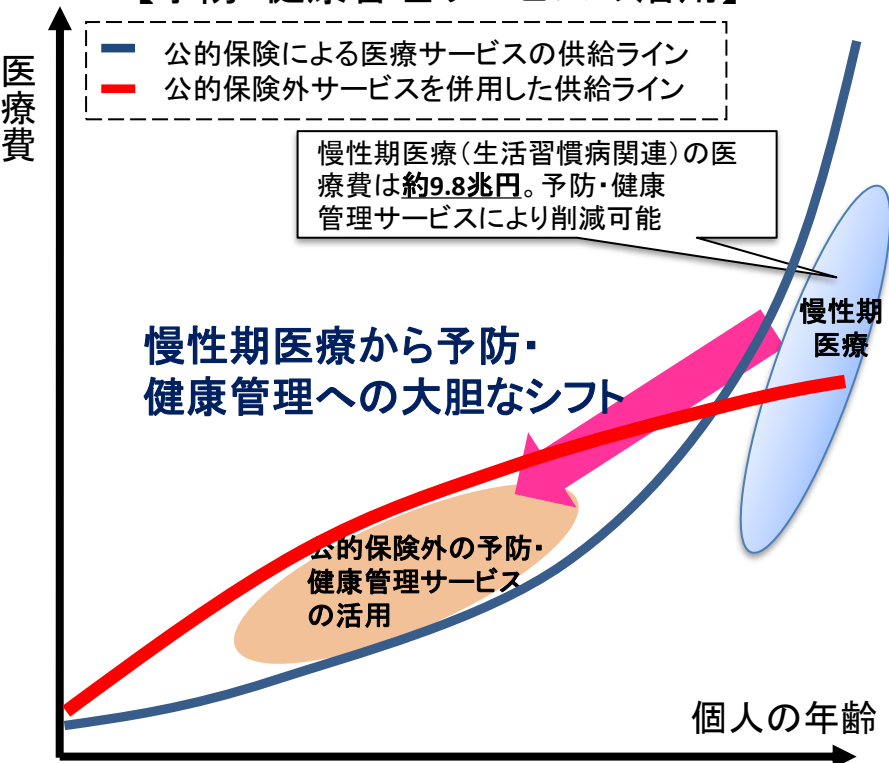 公的保険による医療サービスの供給ライン
公的保険外サービスを併用した供給ライン
医療費
慢性期医療(生活習慣病関連)の医
療費は約9.8兆円。予防・健康
管理サービスにより削減可能
慢性期
医療
慢性期医療から予防・
健康管理への大胆なシフト
公的保険外の予防・
健康管理サービス
の活用
個人の年齢